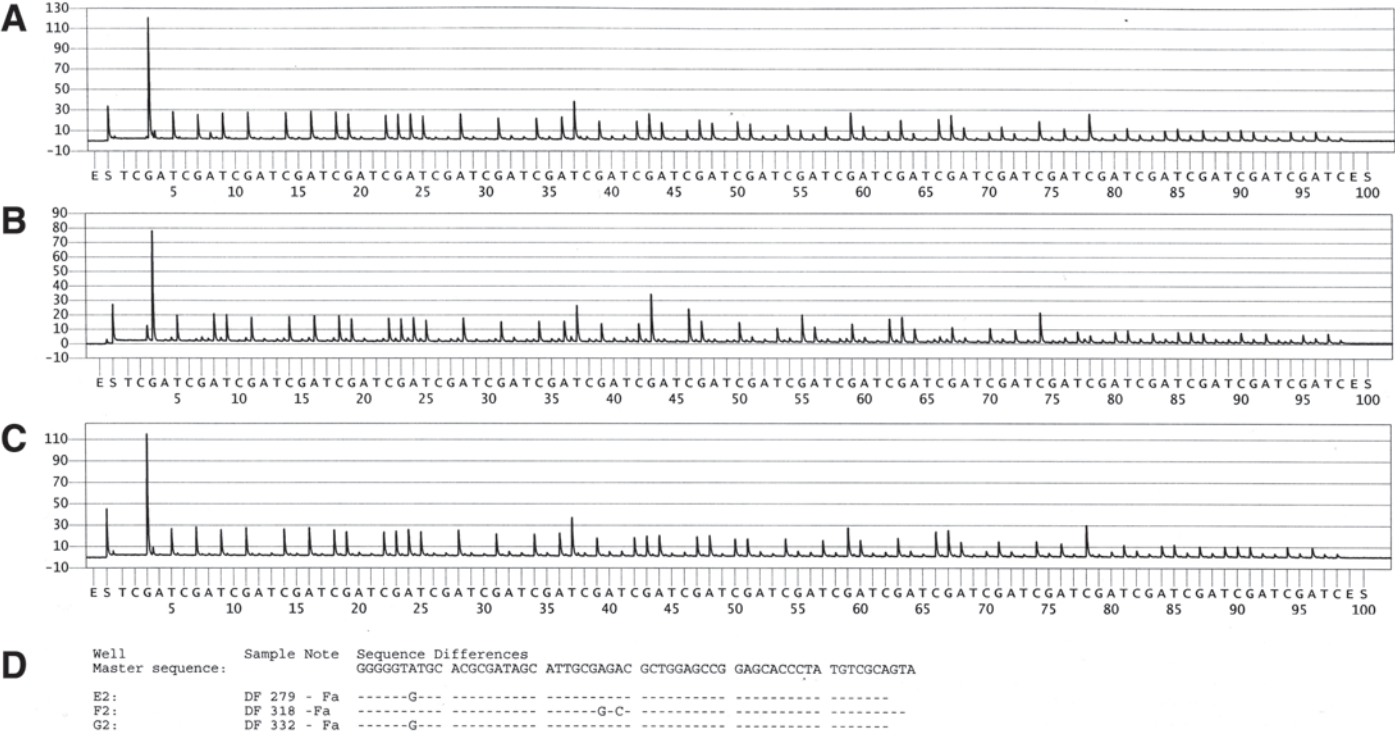 A
130
110
90
70
50
30
10
-10
E S T C G A T C G A T C G A T C G A T C G A T C G A T C G A T C G A T C G A T C G A T C G A T C G A T C G A T C G A T C G A T C G A T C G A T C G A T C G A T C G A T C G A T C G A T C G A T C G A T C E S
5 10 15 20 25 30 35 40 45 50 55 60 65 70 75 80 85 90 95 100
B
90
80
70
60
50
40
30
20
10
0
-10
E S T C G A T C G A T C G A T C G A T C G A T C G A T C G A T C G A T C G A T C G A T C G A T C G A T C G A T C G A T C G A T C G A T C G A T C G A T C G A T C G A T C G A T C G A T C G A T C G A T C E S
5 10 15 20 25 30 35 40 45 50 55 60 65 70 75 80 85 90 95 100
C
110
90
70
50
30
10
-10
E S T C G A T C G A T C G A T C G A T C G A T C G A T C G A T C G A T C G A T C G A T C G A T C G A T C G A T C G A T C G A T C G A T C G A T C G A T C G A T C G A T C G A T C G A T C G A T C G A T C E S
5 10 15 20 25 30 35 40 45 50 55 60 65 70 75 80 85 90 95 100
D
Well Sample Note Sequence Differences
Master sequence: GGGGGTATGC ACGCGATAGC ATTGCGAGAC GCTGGAGCCG GAGCACCCTA TGTCGCAGTA
E2: DF 279 - Fa ------G--- ---------- ---------- ---------- ---------- -------
F2: DF 318 -Fa ---------- ---------- ------G-C- ---------- ---------- ---------
G2: DF 332 - Fa ------G--- ---------- ---------- ---------- ---------- -------